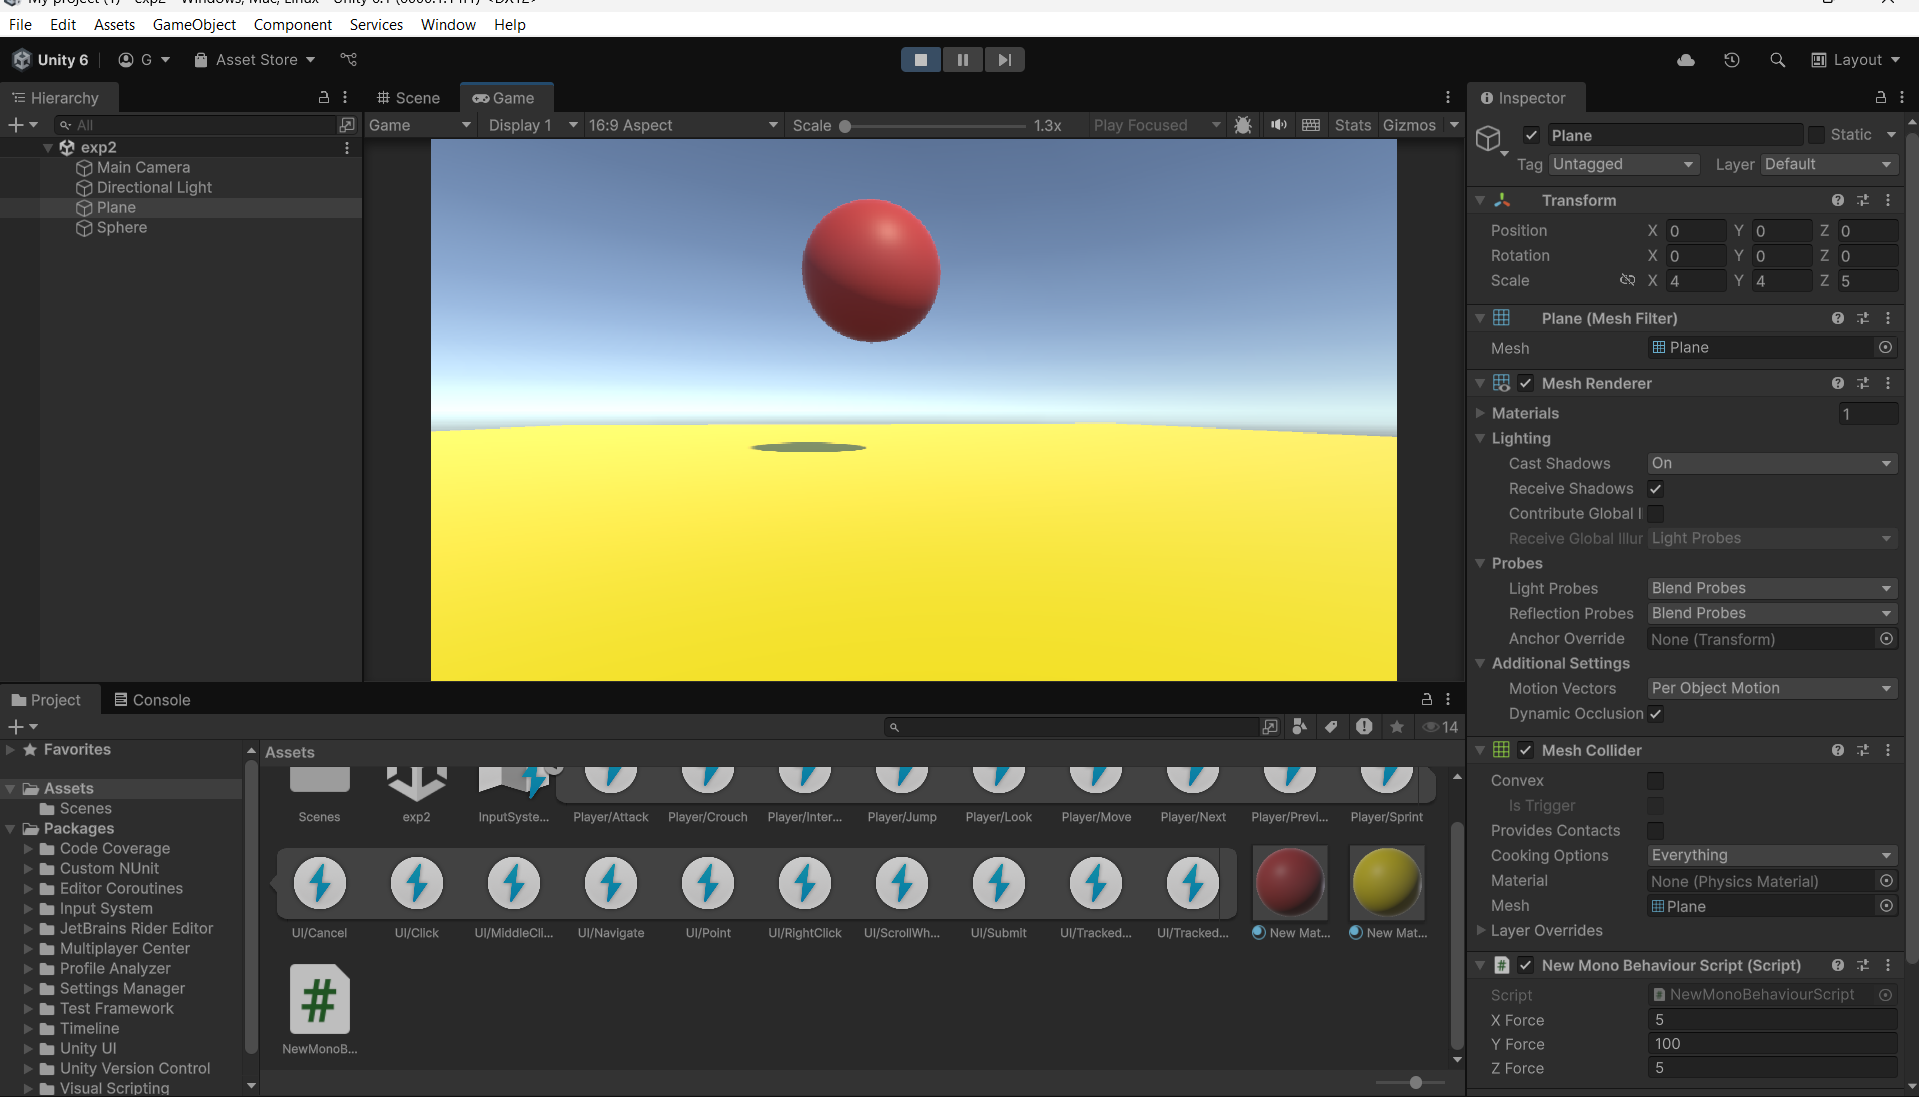 File Edit Assets GameObject Component Services Window Help
Unity 6 G Asset Store Layout
Hierarchy
All
exp2
Main Camera
Directional Light
Plane
Sphere
Scene Game
Game Display 1 16:9 Aspect Scale 1.3x Play Focused Stats Gizmos
Inspector
Plane Static
Tag Untagged Layer Default
Transform
Position X 0 Y 0 Z 0
Rotation X 0 Y 0 Z 0
Scale X 4 Y 4 Z 5
Plane (Mesh Filter)
Mesh Plane
Mesh Renderer
Materials 1
Lighting
Cast Shadows On
Receive Shadows
Contribute Global I
Receive Global Illur Light Probes
Probes
Light Probes Blend Probes
Reflection Probes Blend Probes
Anchor Override None (Transform)
Additional Settings
Motion Vectors Per Object Motion
Dynamic Occlusion
Mesh Collider
Convex
Is Trigger
Provides Contacts
Cooking Options Everything
Material None (Physics Material)
Mesh Plane
Layer Overrides
New Mono Behaviour Script (Script)
Script NewMonoBehaviourScript
X Force 5
Y Force 100
Z Force 5
Project Console
14
Favorites
Assets
Scenes
Packages
Code Coverage
Custom NUnit
Editor Coroutines
Input System
JetBrains Rider Editor
Multiplayer Center
Profile Analyzer
Settings Manager
Test Framework
Timeline
Unity UI
Unity Version Control
Visual Scripting
Assets
Scenes exp2 InputSyste... Player/Attack Player/Crouch Player/Inter... Player/Jump Player/Look Player/Move Player/Next Player/Previ... Player/Sprint
UI/Cancel UI/Click UI/MiddleCli... UI/Navigate UI/Point UI/RightClick UI/ScrollWh... UI/Submit UI/Tracked... UI/Tracked... New Mat... New Mat...
NewMonoB...